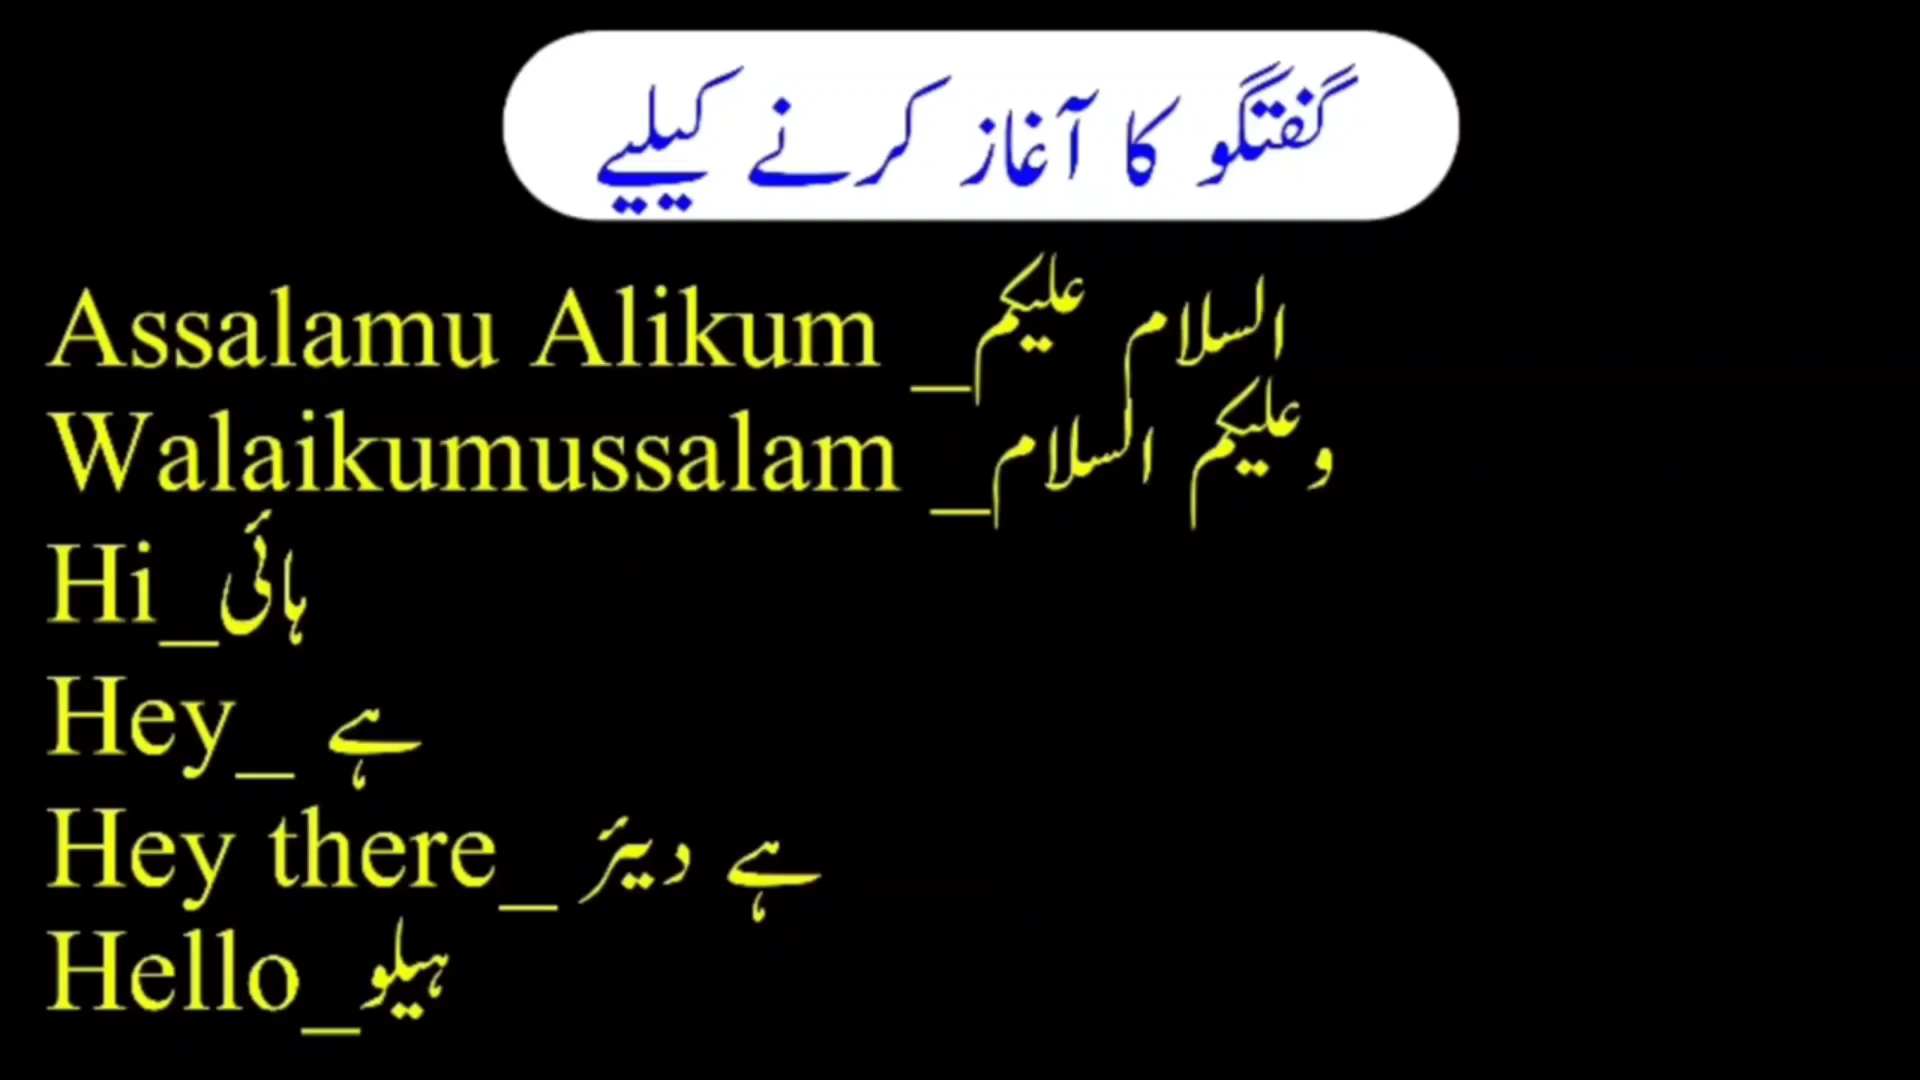 گفتگو کا آغاز کرنے کیلیے
Assalamu Alikum _السلام علیکم
Walaikumussalam _وعلیکم السلام
Hi_ہائی
Hey_ ہے
Hey there_ ہے دیئر
Hello_ہیلو